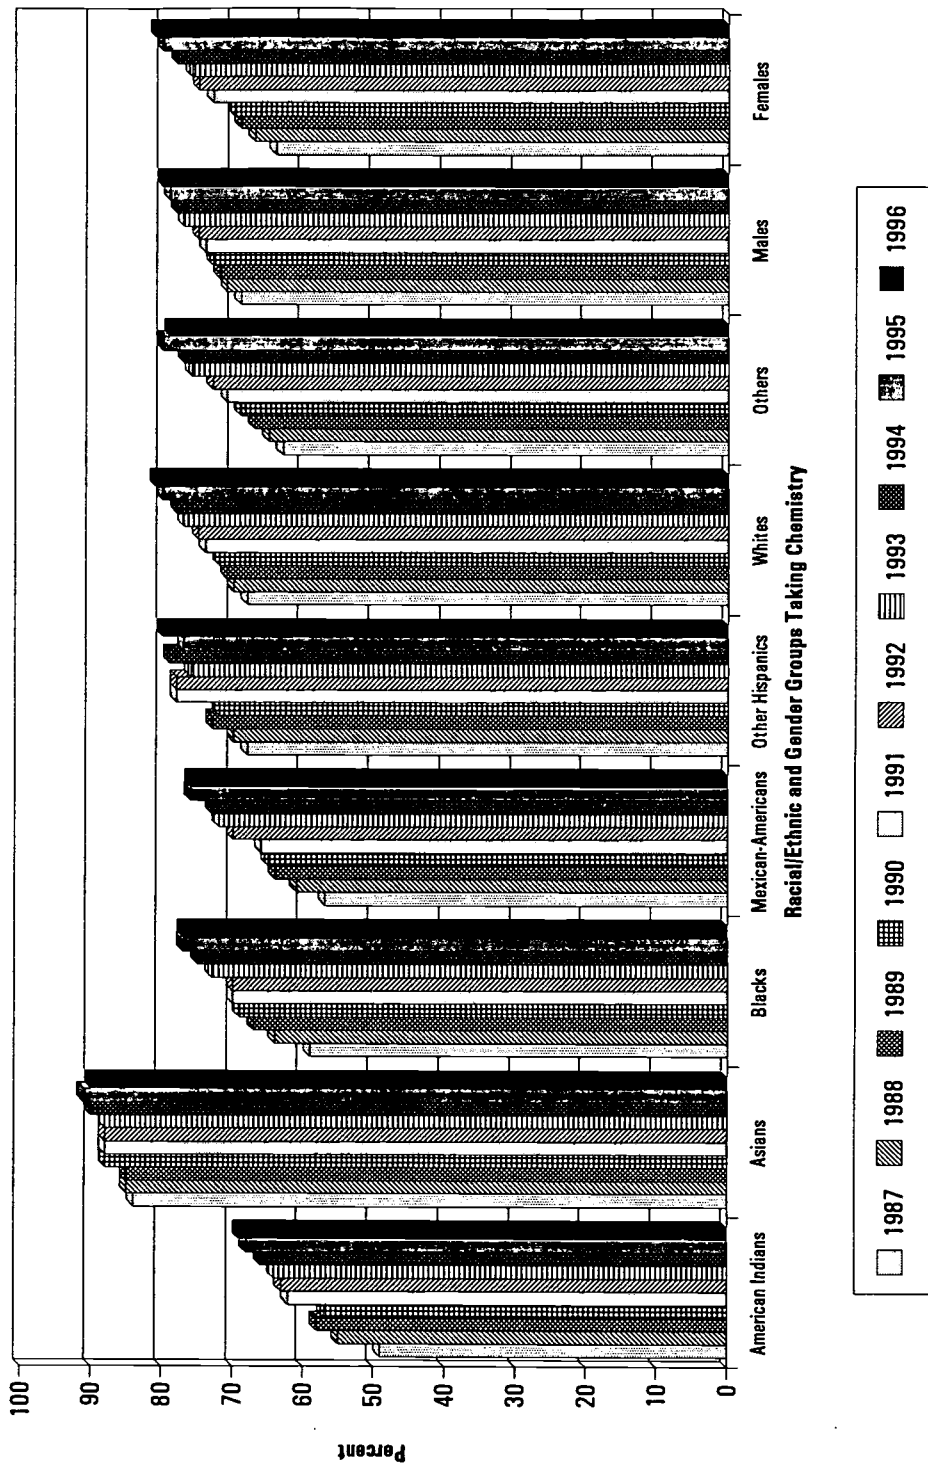 Percent
100
90
80
70
60
50
40
30
20
10
0
American Indians
Asians
Blacks
Mexican-Americans
Other Hispanics
Whites
Others
Males
Females
Racial/Ethnic and Gender Groups Taking Chemistry
1987 1988 1989 1990 1991 1992 1993 1994 1995 1996